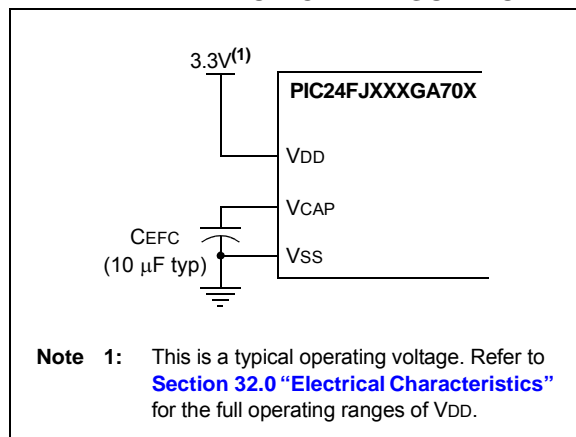 3.3V(1)
PIC24FJXXXGA70X
VDD
VCAP
CEFC
(10 μF typ)
VSS
Note 1: This is a typical operating voltage. Refer to
Section 32.0 “Electrical Characteristics”
for the full operating ranges of VDD.